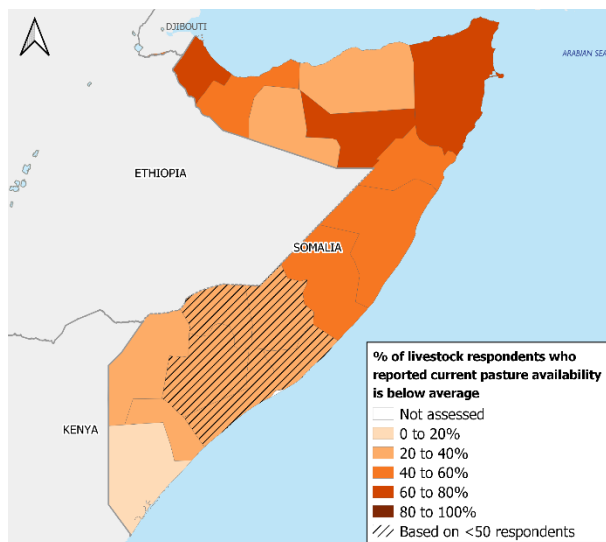 DJIBOUTI
ARABIAN SEA
ETHIOPIA
SOMALIA
KENYA
% of livestock respondents who
reported current pasture availability
is below average
Not assessed
0 to 20%
20 to 40%
40 to 60%
60 to 80%
80 to 100%
Based on <50 respondents